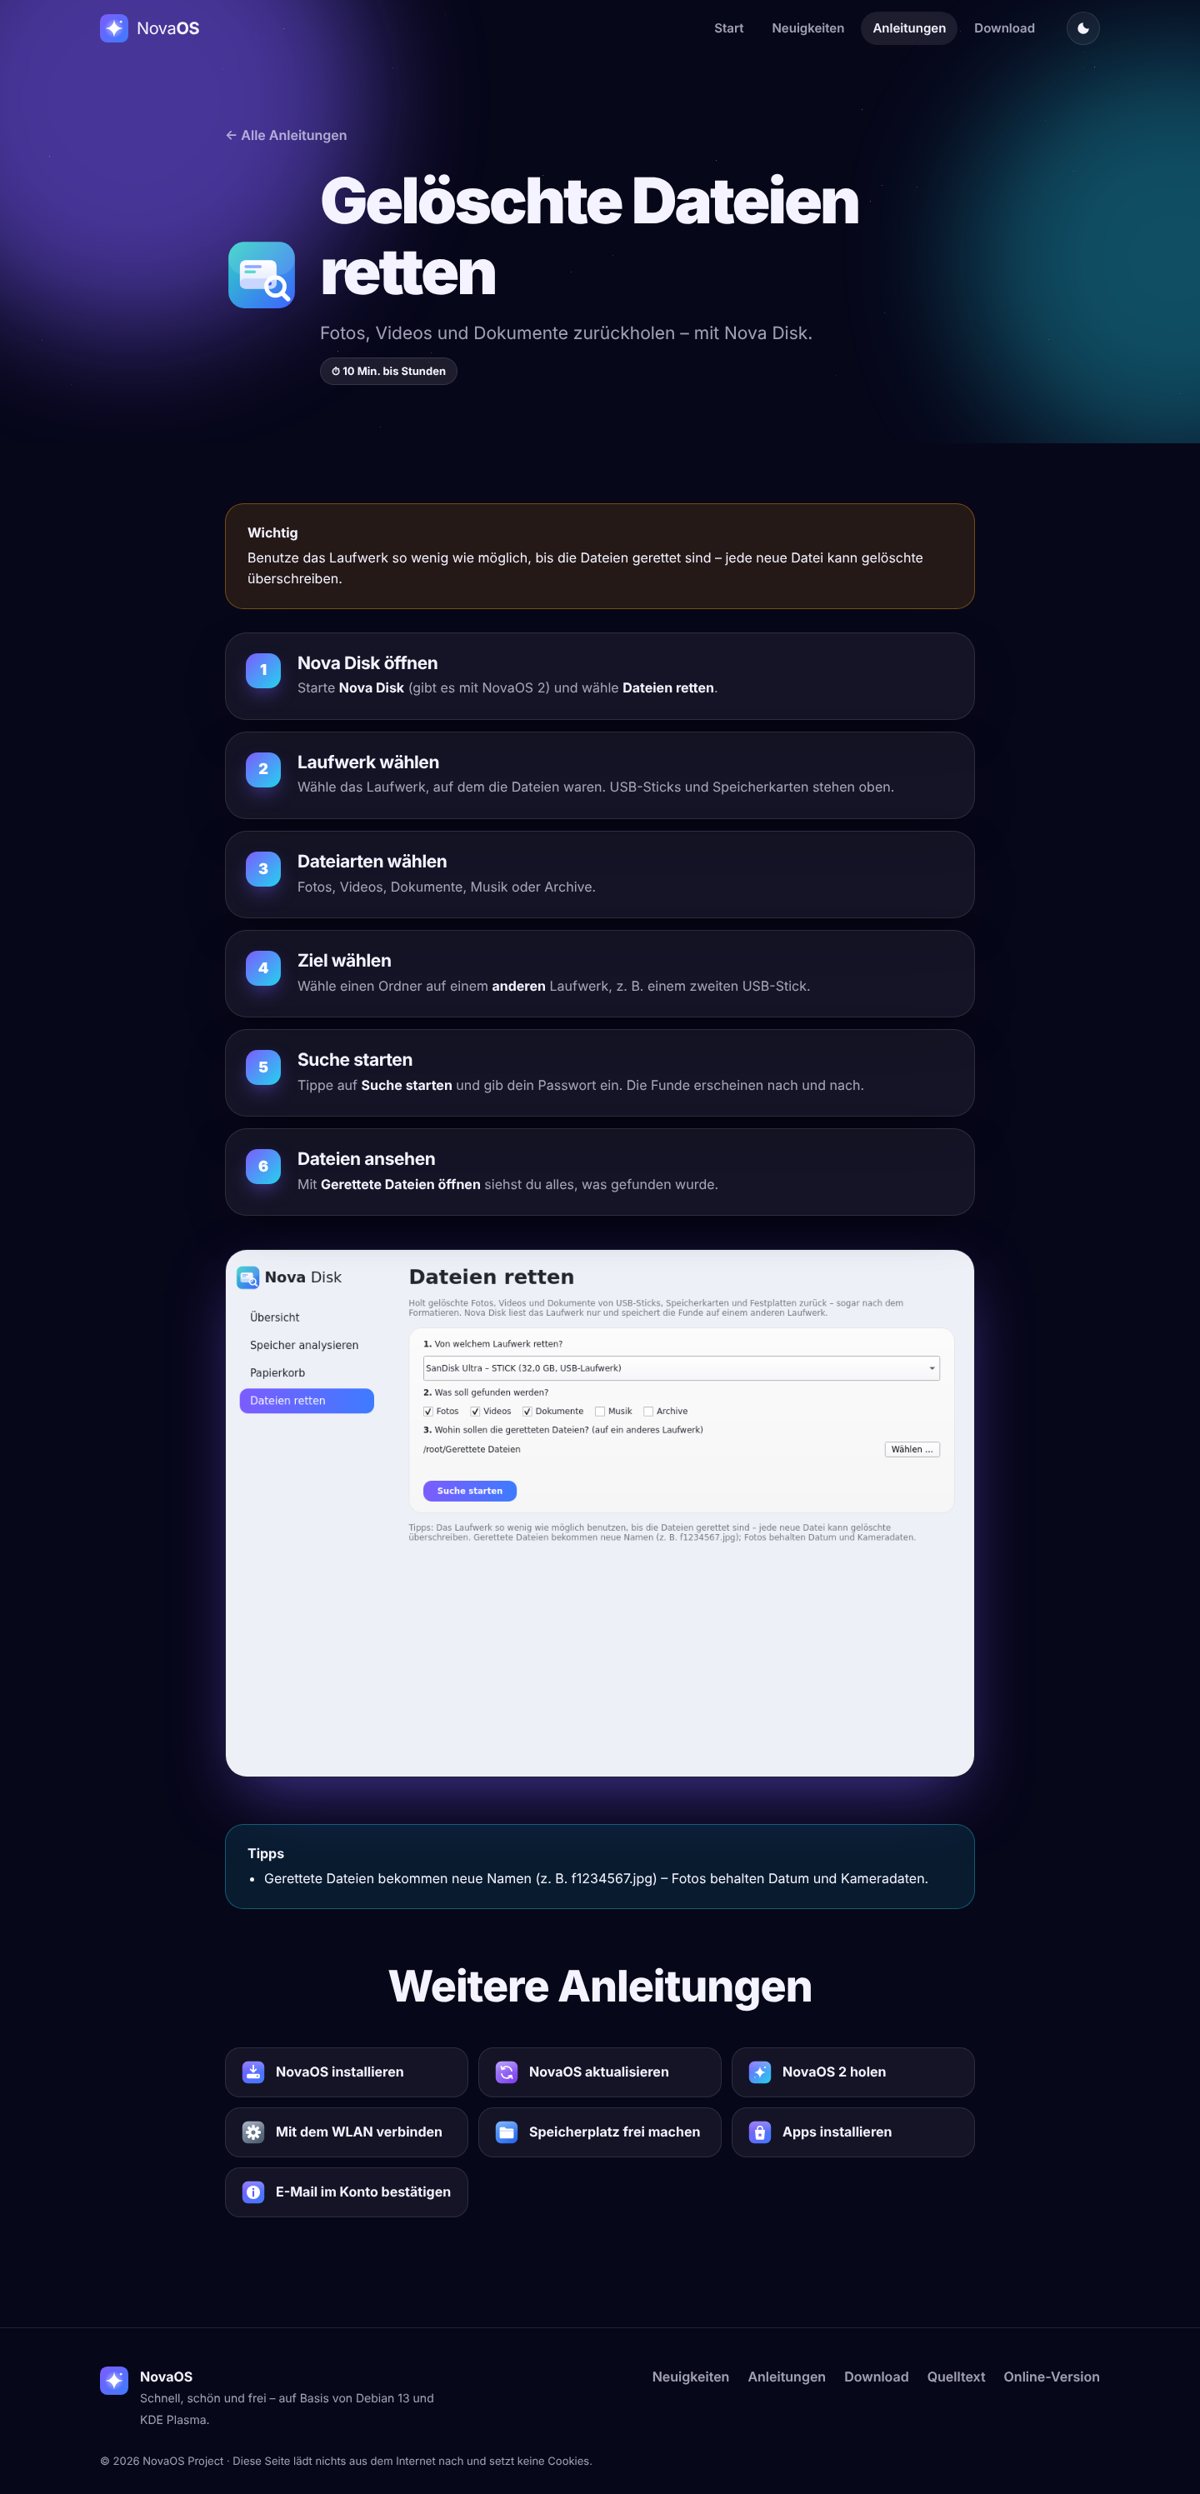 NovaOS
Start
Neuigkeiten
Anleitungen
Download
← Alle Anleitungen
Gelöschte Dateien
retten
Fotos, Videos und Dokumente zurückholen – mit Nova Disk.
⏱ 10 Min. bis Stunden
Wichtig
Benutze das Laufwerk so wenig wie möglich, bis die Dateien gerettet sind – jede neue Datei kann gelöschte
überschreiben.
1
Nova Disk öffnen
Starte Nova Disk (gibt es mit NovaOS 2) und wähle Dateien retten.
2
Laufwerk wählen
Wähle das Laufwerk, auf dem die Dateien waren. USB-Sticks und Speicherkarten stehen oben.
3
Dateiarten wählen
Fotos, Videos, Dokumente, Musik oder Archive.
4
Ziel wählen
Wähle einen Ordner auf einem anderen Laufwerk, z. B. einem zweiten USB-Stick.
5
Suche starten
Tippe auf Suche starten und gib dein Passwort ein. Die Funde erscheinen nach und nach.
6
Dateien ansehen
Mit Gerettete Dateien öffnen siehst du alles, was gefunden wurde.
Nova Disk
Übersicht
Speicher analysieren
Papierkorb
Dateien retten
Dateien retten
Holt gelöschte Fotos, Videos und Dokumente von USB-Sticks, Speicherkarten und Festplatten zurück – sogar nach dem
Formatieren. Nova Disk liest das Laufwerk nur und speichert die Funde auf einem anderen Laufwerk.
1. Von welchem Laufwerk retten?
SanDisk Ultra – STICK (32,0 GB, USB-Laufwerk)
2. Was soll gefunden werden?
Fotos Videos Dokumente Musik Archive
3. Wohin sollen die geretteten Dateien? (auf ein anderes Laufwerk)
/root/Gerettete Dateien
Wählen ...
Suche starten
Tipps: Das Laufwerk so wenig wie möglich benutzen, bis die Dateien gerettet sind – jede neue Datei kann gelöschte
überschreiben. Gerettete Dateien bekommen neue Namen (z. B. f1234567.jpg); Fotos behalten Datum und Kameradaten.
Tipps
• Gerettete Dateien bekommen neue Namen (z. B. f1234567.jpg) – Fotos behalten Datum und Kameradaten.
Weitere Anleitungen
NovaOS installieren
NovaOS aktualisieren
NovaOS 2 holen
Mit dem WLAN verbinden
Speicherplatz frei machen
Apps installieren
E-Mail im Konto bestätigen
NovaOS
Schnell, schön und frei – auf Basis von Debian 13 und
KDE Plasma.
Neuigkeiten
Anleitungen
Download
Quelltext
Online-Version
© 2026 NovaOS Project · Diese Seite lädt nichts aus dem Internet nach und setzt keine Cookies.